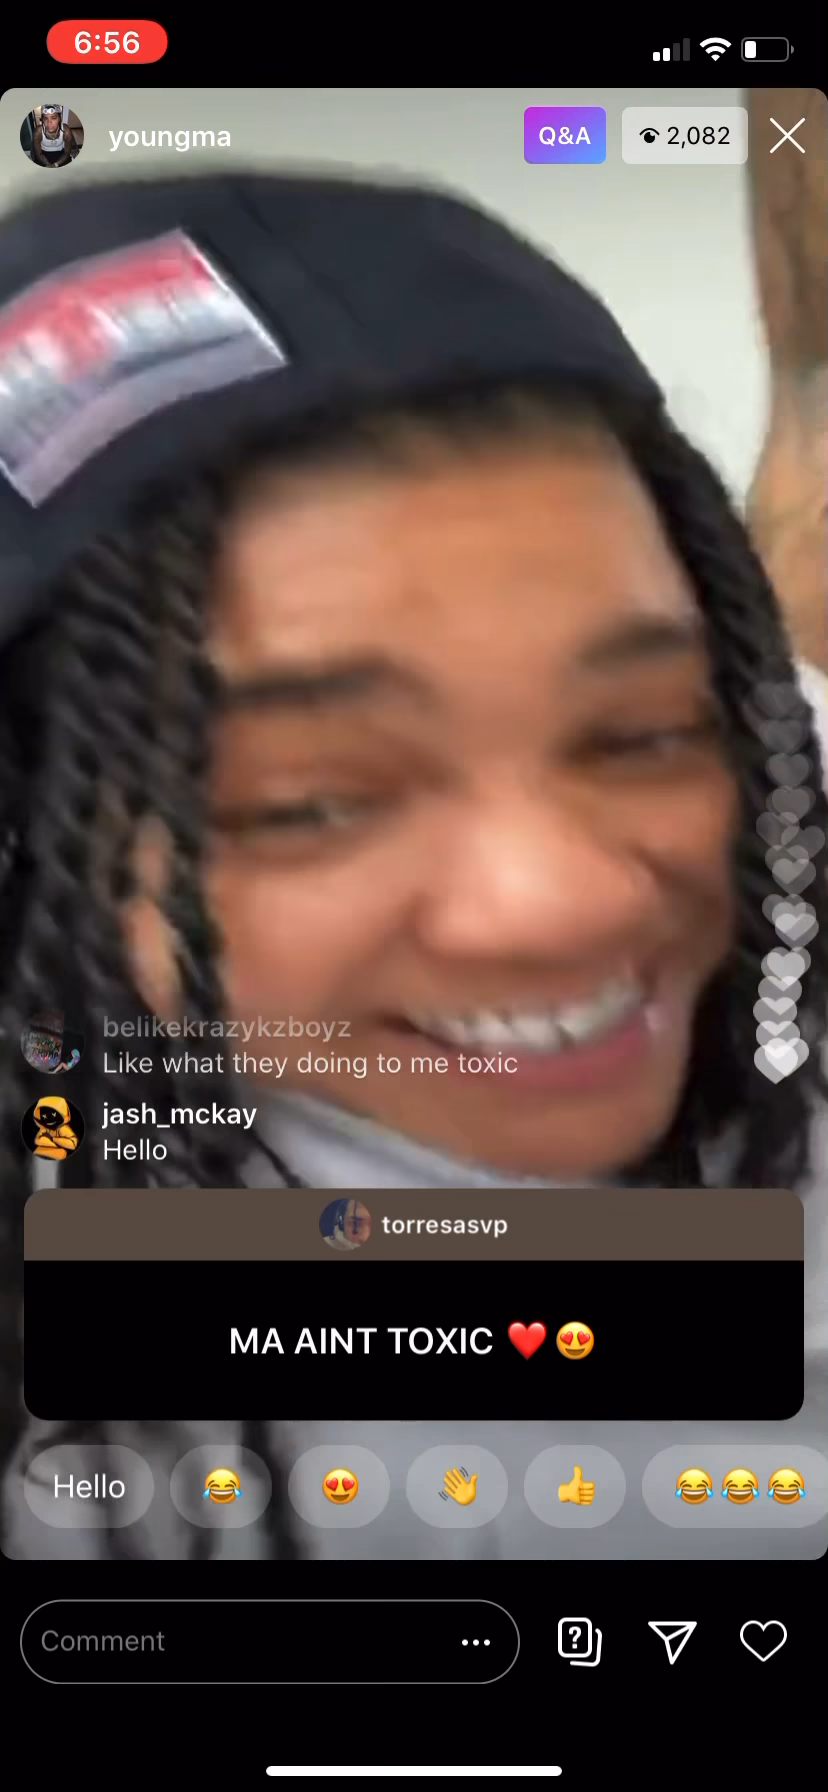 6:56
youngma
Q&A
2,082
belikekrazykzboyz
Like what they doing to me toxic
jash_mckay
Hello
torresasvp
MA AINT TOXIC ❤️😍
Hello 😂 😍 👋 👍 😂😂😂
Comment